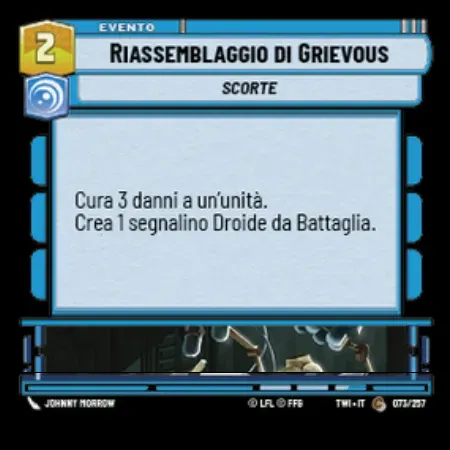 EVENTO
2
RIASSEMBLAGGIO DI GRIEVOUS
SCORTE
Cura 3 danni a un'unità.
Crea 1 segnalino Droide da Battaglia.
JOHNNY MORROW
© LFL © FFG
TWI • IT
073/257